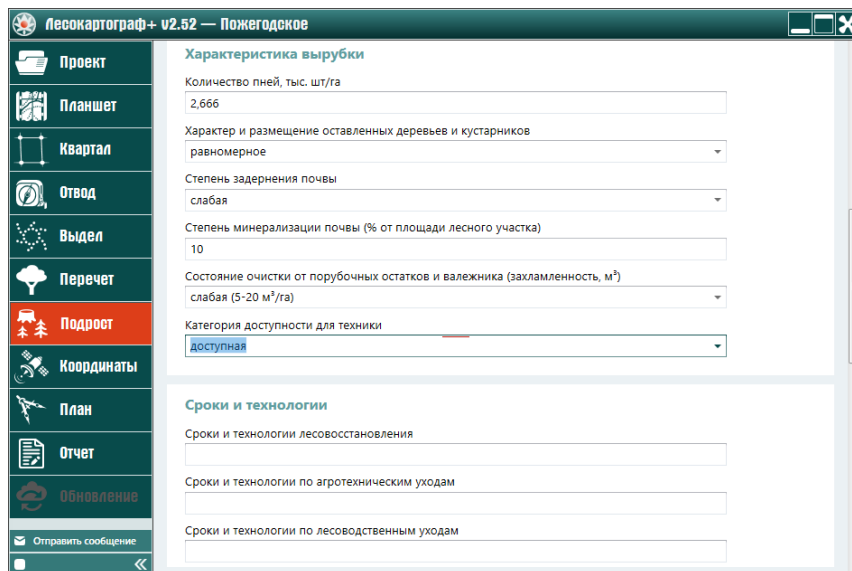 Лесокартограф+ v2.52 — Пожегодское
Проект
Планшет
Квартал
Отвод
Выдел
Перечет
Подрост
Координаты
План
Отчет
Обновление
Отправить сообщение
Характеристика вырубки
Количество пней, тыс. шт/га
2,666
Характер и размещение оставленных деревьев и кустарников
равномерное
Степень задернения почвы
слабая
Степень минерализации почвы (% от площади лесного участка)
10
Состояние очистки от порубочных остатков и валежника (захламленность, м³)
слабая (5-20 м³/га)
Категория доступности для техники
доступная
Сроки и технологии
Сроки и технологии лесовосстановления
Сроки и технологии по агротехническим уходам
Сроки и технологии по лесоводственным уходам